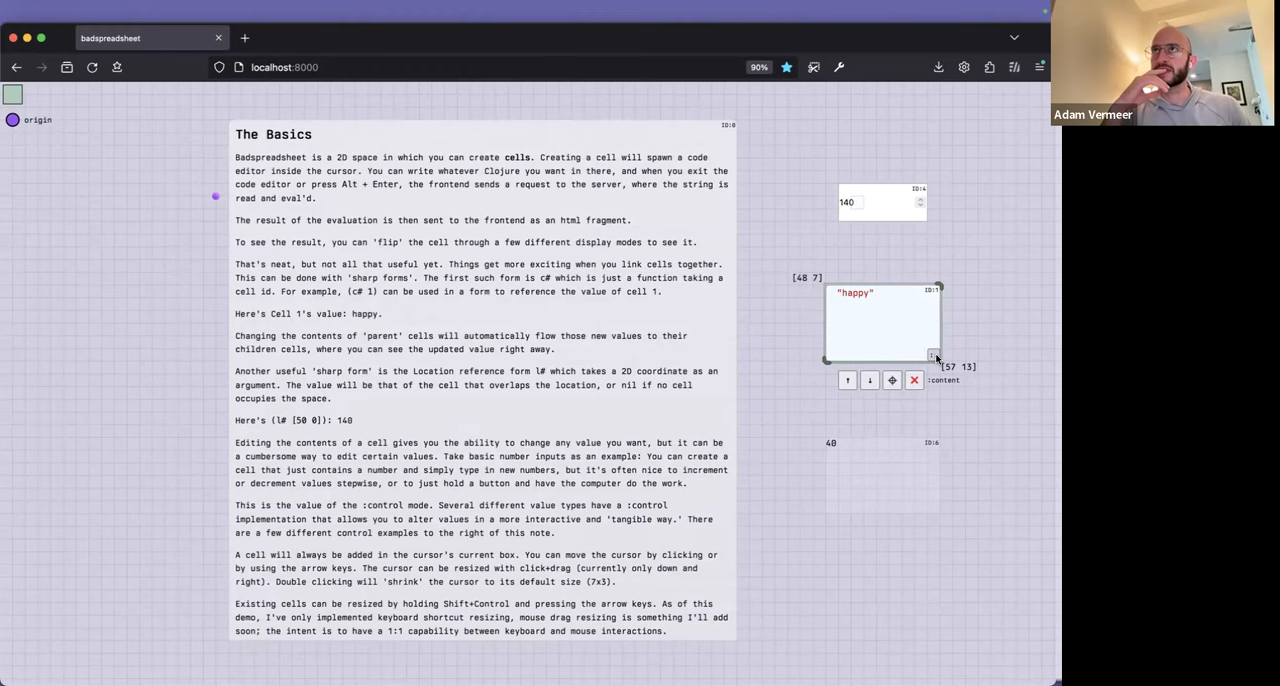 badspreadsheet
localhost:8000
90%
Adam Vermeer
origin
ID:0
The Basics
Badspreadsheet is a 2D space in which you can create cells. Creating a cell will spawn a code
editor inside the cursor. You can write whatever Clojure you want in there, and when you exit the
code editor or press Alt + Enter, the frontend sends a request to the server, where the string is
read and eval'd.
The result of the evaluation is then sent to the frontend as an html fragment.
To see the result, you can 'flip' the cell through a few different display modes to see it.
That's neat, but not all that useful yet. Things get more exciting when you link cells together.
This can be done with 'sharp forms'. The first such form is c# which is just a function taking a
cell id. For example, (c# 1) can be used in a form to reference the value of cell 1.
Here's Cell 1's value: happy.
Changing the contents of 'parent' cells will automatically flow those new values to their
children cells, where you can see the updated value right away.
Another useful 'sharp form' is the Location reference form l# which takes a 2D coordinate as an
argument. The value will be that of the cell that overlaps the location, or nil if no cell
occupies the space.
Here's (l# [50 0]): 140
Editing the contents of a cell gives you the ability to change any value you want, but it can be
a cumbersome way to edit certain values. Take basic number inputs as an example: You can create a
cell that just contains a number and simply type in new numbers, but it's often nice to increment
or decrement values stepwise, or to just hold a button and have the computer do the work.
This is the value of the :control mode. Several different value types have a :control
implementation that allows you to alter values in a more interactive and 'tangible way.' There
are a few different control examples to the right of this note.
A cell will always be added in the cursor's current box. You can move the cursor by clicking or
by using the arrow keys. The cursor can be resized with click+drag (currently only down and
right). Double clicking will 'shrink' the cursor to its default size (7x3).
Existing cells can be resized by holding Shift+Control and pressing the arrow keys. As of this
demo, I've only implemented keyboard shortcut resizing, mouse drag resizing is something I'll add
soon; the intent is to have a 1:1 capability between keyboard and mouse interactions.
ID:4
140
[48 7]
"happy"
ID:1
[57 13]
:content
40
ID:6